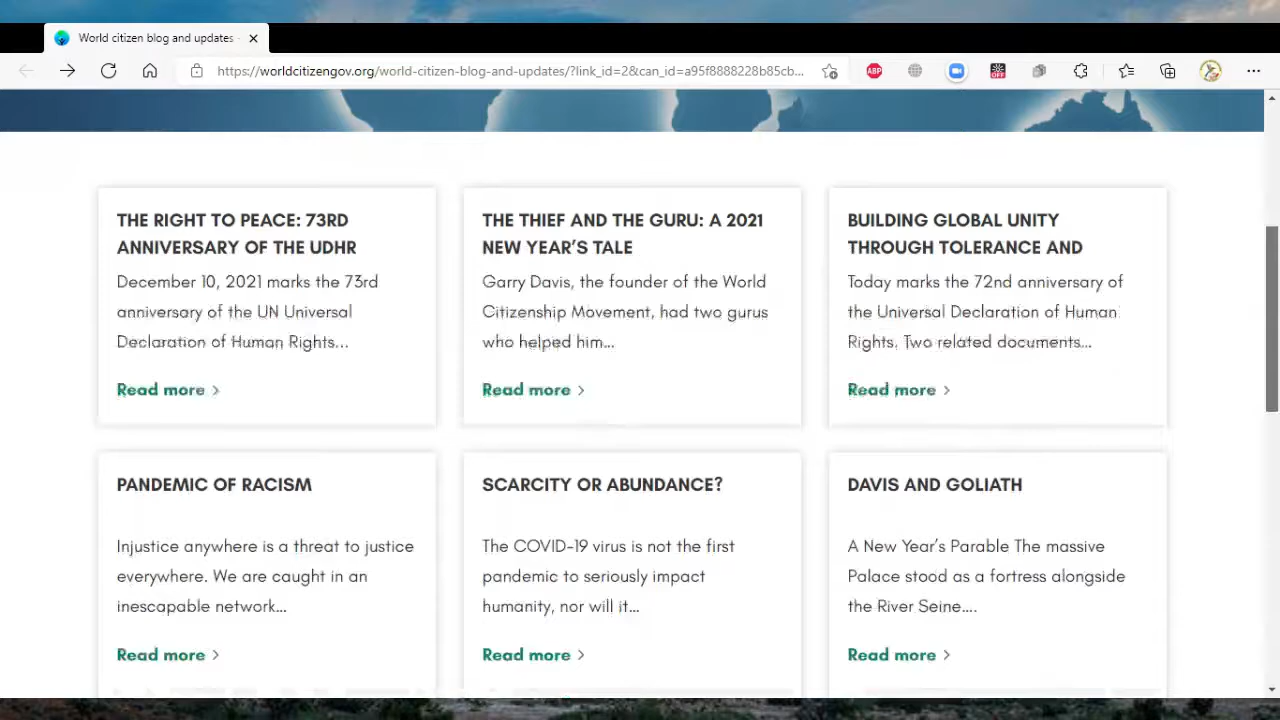 World citizen blog and updates
https://worldcitizengov.org/world-citizen-blog-and-updates/?link_id=2&can_id=a95f8888228b85cb...
ABP
OFF
THE RIGHT TO PEACE: 73RD
ANNIVERSARY OF THE UDHR
December 10, 2021 marks the 73rd
anniversary of the UN Universal
Declaration of Human Rights...
Read more
THE THIEF AND THE GURU: A 2021
NEW YEAR’S TALE
Garry Davis, the founder of the World
Citizenship Movement, had two gurus
who helped him...
Read more
BUILDING GLOBAL UNITY
THROUGH TOLERANCE AND
Today marks the 72nd anniversary of
the Universal Declaration of Human
Rights. Two related documents...
Read more
PANDEMIC OF RACISM
Injustice anywhere is a threat to justice
everywhere. We are caught in an
inescapable network...
Read more
SCARCITY OR ABUNDANCE?
The COVID-19 virus is not the first
pandemic to seriously impact
humanity, nor will it...
Read more
DAVIS AND GOLIATH
A New Year’s Parable The massive
Palace stood as a fortress alongside
the River Seine....
Read more